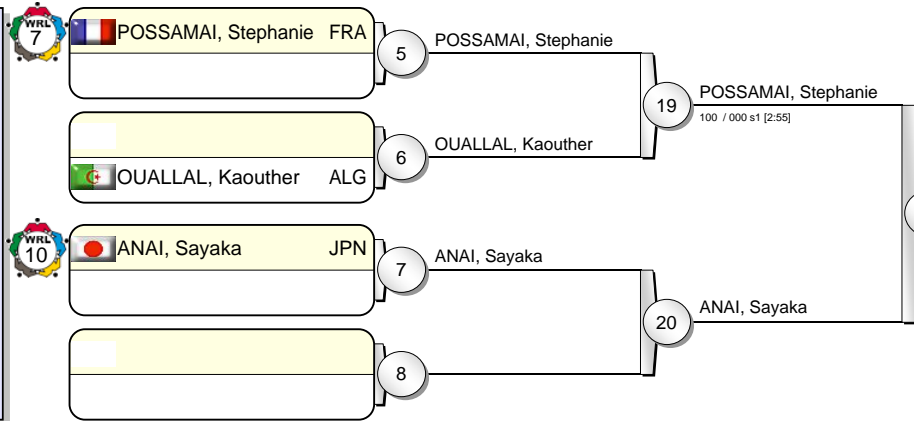 WRL
7
POSSAMAI, Stephanie FRA
5
POSSAMAI, Stephanie
19
POSSAMAI, Stephanie
100 / 000 s1 [2:55]
OUALLAL, Kaouther ALG
6
OUALLAL, Kaouther
WRL
10
ANAI, Sayaka JPN
7
ANAI, Sayaka
20
ANAI, Sayaka
8